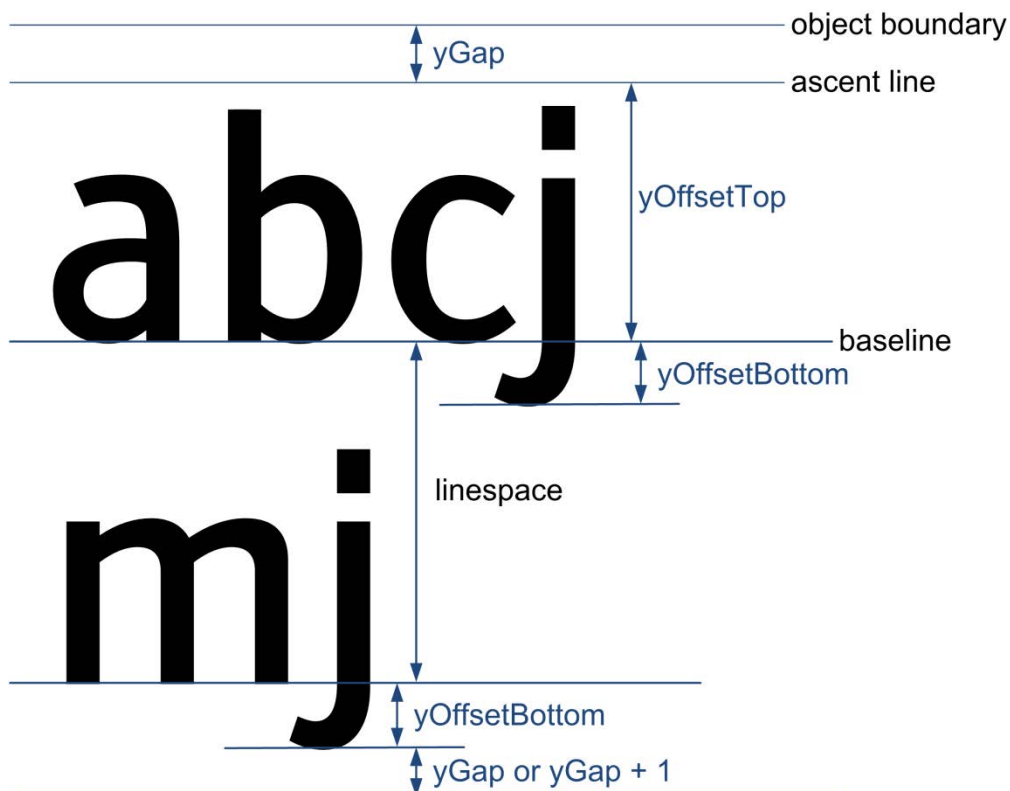 object boundary
yGap
ascent line
abcj
yOffsetTop
baseline
yOffsetBottom
linespace
mj
yOffsetBottom
yGap or yGap + 1